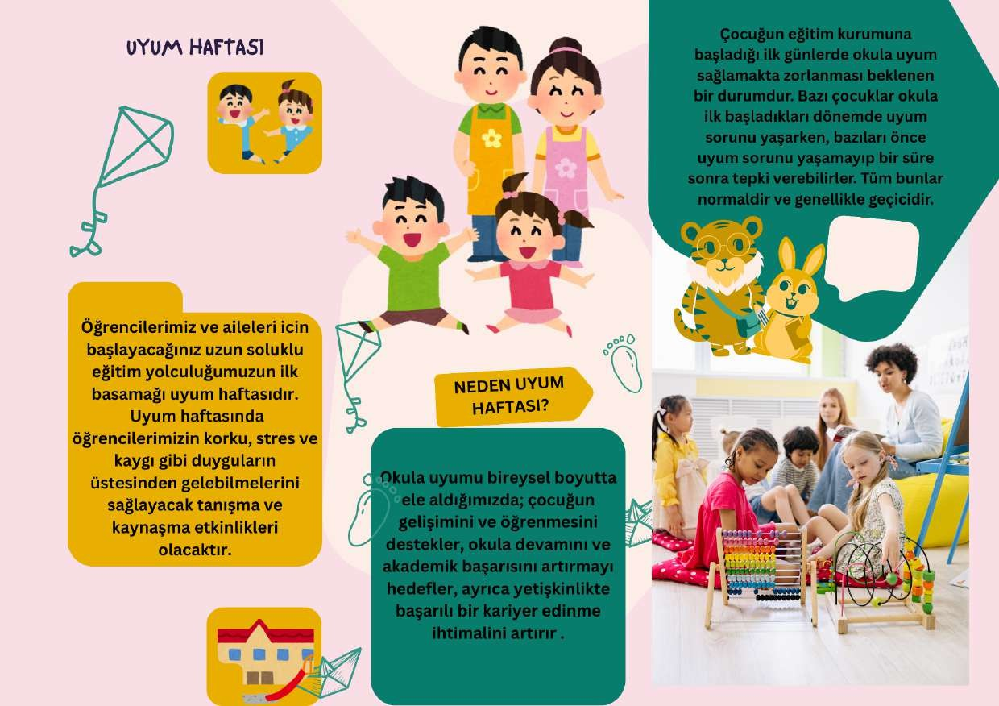 UYUM HAFTASI
Öğrencilerimiz ve aileleri icin
başlayacağınız uzun soluklu
eğitim yolculuğumuzun ilk
basamağı uyum haftasıdır.
Uyum haftasında
öğrencilerimizin korku, stres ve
kaygı gibi duyguların
üstesinden gelebilmelerini
sağlayacak tanışma ve
kaynaşma etkinlikleri
olacaktır.
NEDEN UYUM
HAFTASI?
Okula uyumu bireysel boyutta
ele aldığımızda; çocuğun
gelişimini ve öğrenmesini
destekler, okula devamını ve
akademik başarısını artırmayı
hedefler, ayrıca yetişkinlikte
başarılı bir kariyer edinme
ihtimalini artırır .
Çocuğun eğitim kurumuna
başladığı ilk günlerde okula uyum
sağlamakta zorlanması beklenen
bir durumdur. Bazı çocuklar okula
ilk başladıkları dönemde uyum
sorunu yaşarken, bazıları önce
uyum sorunu yaşamayıp bir süre
sonra tepki verebilirler. Tüm bunlar
normaldir ve genellikle geçicidir.